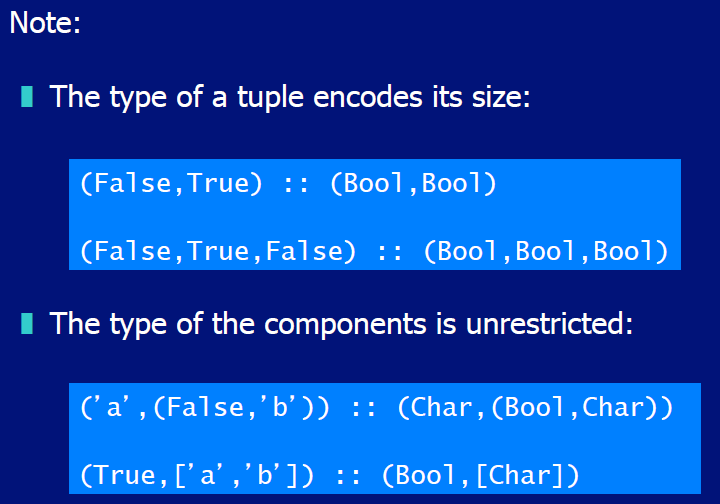 Note:
The type of a tuple encodes its size:
(False,True) :: (Bool,Bool)
(False,True,False) :: (Bool,Bool,Bool)
The type of the components is unrestricted:
(’a’,(False,’b’)) :: (Char,(Bool,Char))
(True,[’a’,’b’]) :: (Bool,[Char])